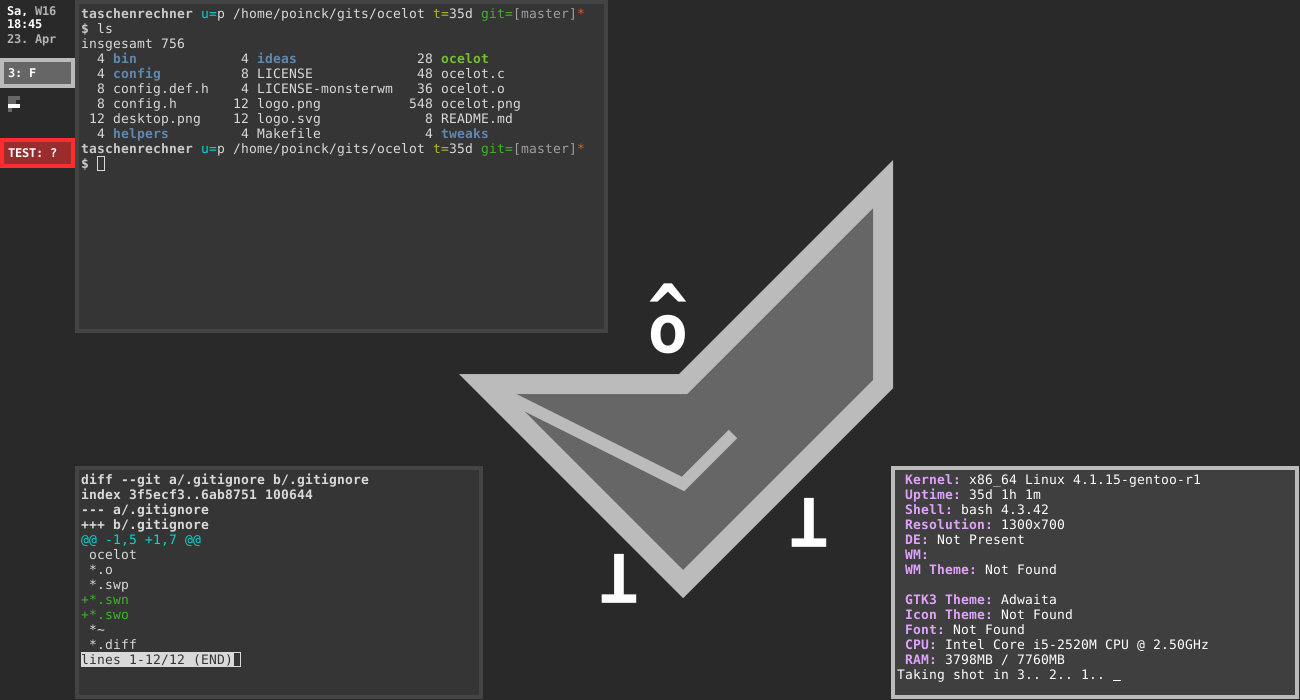 Sa, W16
18:45
23. Apr
3: F
TEST: ?
taschenrechner u=p /home/poinck/gits/ocelot t=35d git=[master]*
$ ls
insgesamt 756
4 bin 4 ideas 28 ocelot
4 config 8 LICENSE 48 ocelot.c
8 config.def.h 4 LICENSE-monsterwm 36 ocelot.o
8 config.h 12 logo.png 548 ocelot.png
12 desktop.png 12 logo.svg 8 README.md
4 helpers 4 Makefile 4 tweaks
taschenrechner u=p /home/poinck/gits/ocelot t=35d git=[master]*
$
ô
diff --git a/.gitignore b/.gitignore
index 3f5ecf3..6ab8751 100644
--- a/.gitignore
+++ b/.gitignore
@@ -1,5 +1,7 @@
ocelot
*.o
*.swp
+*.swn
+*.swo
*~
*.diff
lines 1-12/12 (END)
Kernel: x86_64 Linux 4.1.15-gentoo-r1
Uptime: 35d 1h 1m
Shell: bash 4.3.42
Resolution: 1300x700
DE: Not Present
WM:
WM Theme: Not Found
GTK3 Theme: Adwaita
Icon Theme: Not Found
Font: Not Found
CPU: Intel Core i5-2520M CPU @ 2.50GHz
RAM: 3798MB / 7760MB
Taking shot in 3.. 2.. 1.. _